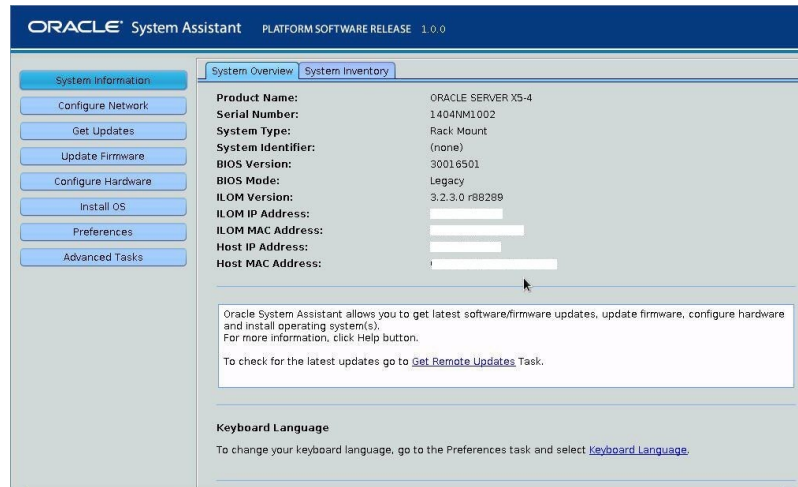 ORACLE System Assistant PLATFORM SOFTWARE RELEASE 1.0.0
System Information
Configure Network
Get Updates
Update Firmware
Configure Hardware
Install OS
Preferences
Advanced Tasks
System Overview System Inventory
Product Name: ORACLE SERVER X5-4
Serial Number: 1404NM1002
System Type: Rack Mount
System Identifier: (none)
BIOS Version: 30016501
BIOS Mode: Legacy
ILOM Version: 3.2.3.0 r88289
ILOM IP Address:
ILOM MAC Address:
Host IP Address:
Host MAC Address:
Oracle System Assistant allows you to get latest software/firmware updates, update firmware, configure hardware
and install operating system(s).
For more information, click Help button.
To check for the latest updates go to Get Remote Updates Task.
Keyboard Language
To change your keyboard language, go to the Preferences task and select Keyboard Language.